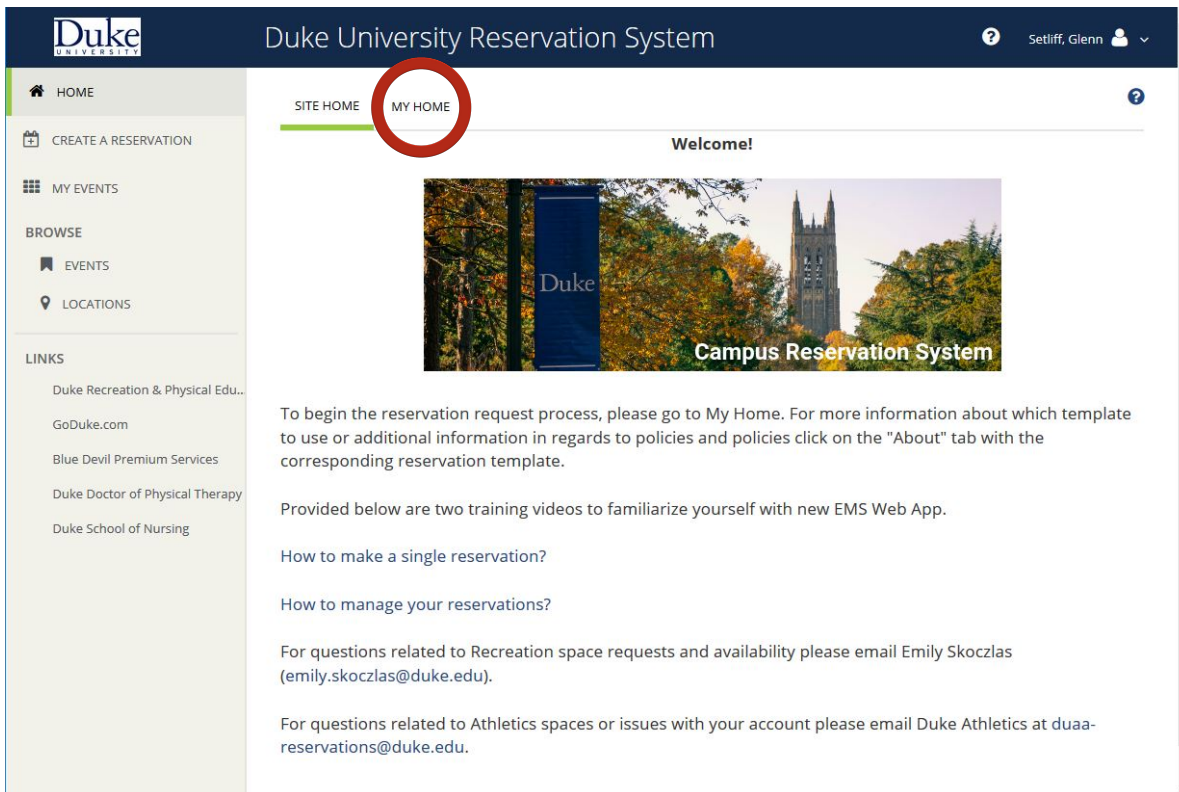 Duke
UNIVERSITY
Duke University Reservation System
?
Setliff, Glenn
HOME
CREATE A RESERVATION
MY EVENTS
BROWSE
EVENTS
LOCATIONS
LINKS
Duke Recreation & Physical Edu...
GoDuke.com
Blue Devil Premium Services
Duke Doctor of Physical Therapy
Duke School of Nursing
SITE HOME MY HOME
?
Welcome!
Duke
Campus Reservation System
To begin the reservation request process, please go to My Home. For more information about which template
to use or additional information in regards to policies and policies click on the "About" tab with the
corresponding reservation template.
Provided below are two training videos to familiarize yourself with new EMS Web App.
How to make a single reservation?
How to manage your reservations?
For questions related to Recreation space requests and availability please email Emily Skoczlas
(emily.skoczlas@duke.edu).
For questions related to Athletics spaces or issues with your account please email Duke Athletics at duaa-
reservations@duke.edu.